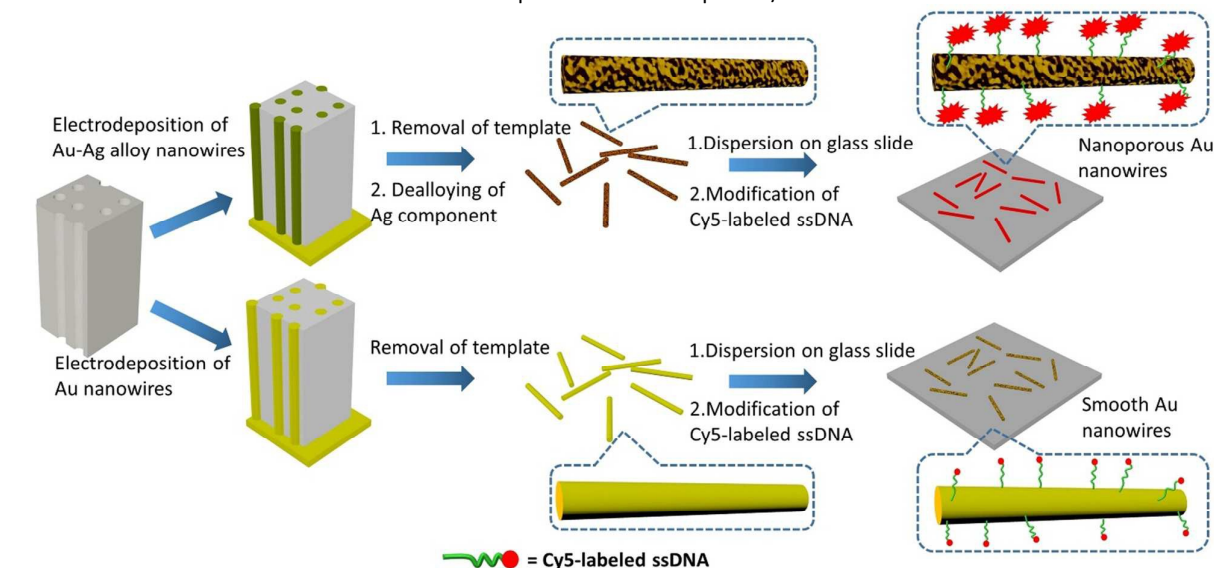 Electrodeposition of
Au-Ag alloy nanowires
1. Removal of template
2. Dealloying of
Ag component
1.Dispersion on glass slide
2.Modification of
Cy5-labeled ssDNA
Nanoporous Au
nanowires
Electrodeposition of
Au nanowires
Removal of template
1.Dispersion on glass slide
2.Modification of
Cy5-labeled ssDNA
Smooth Au
nanowires
= Cy5-labeled ssDNA